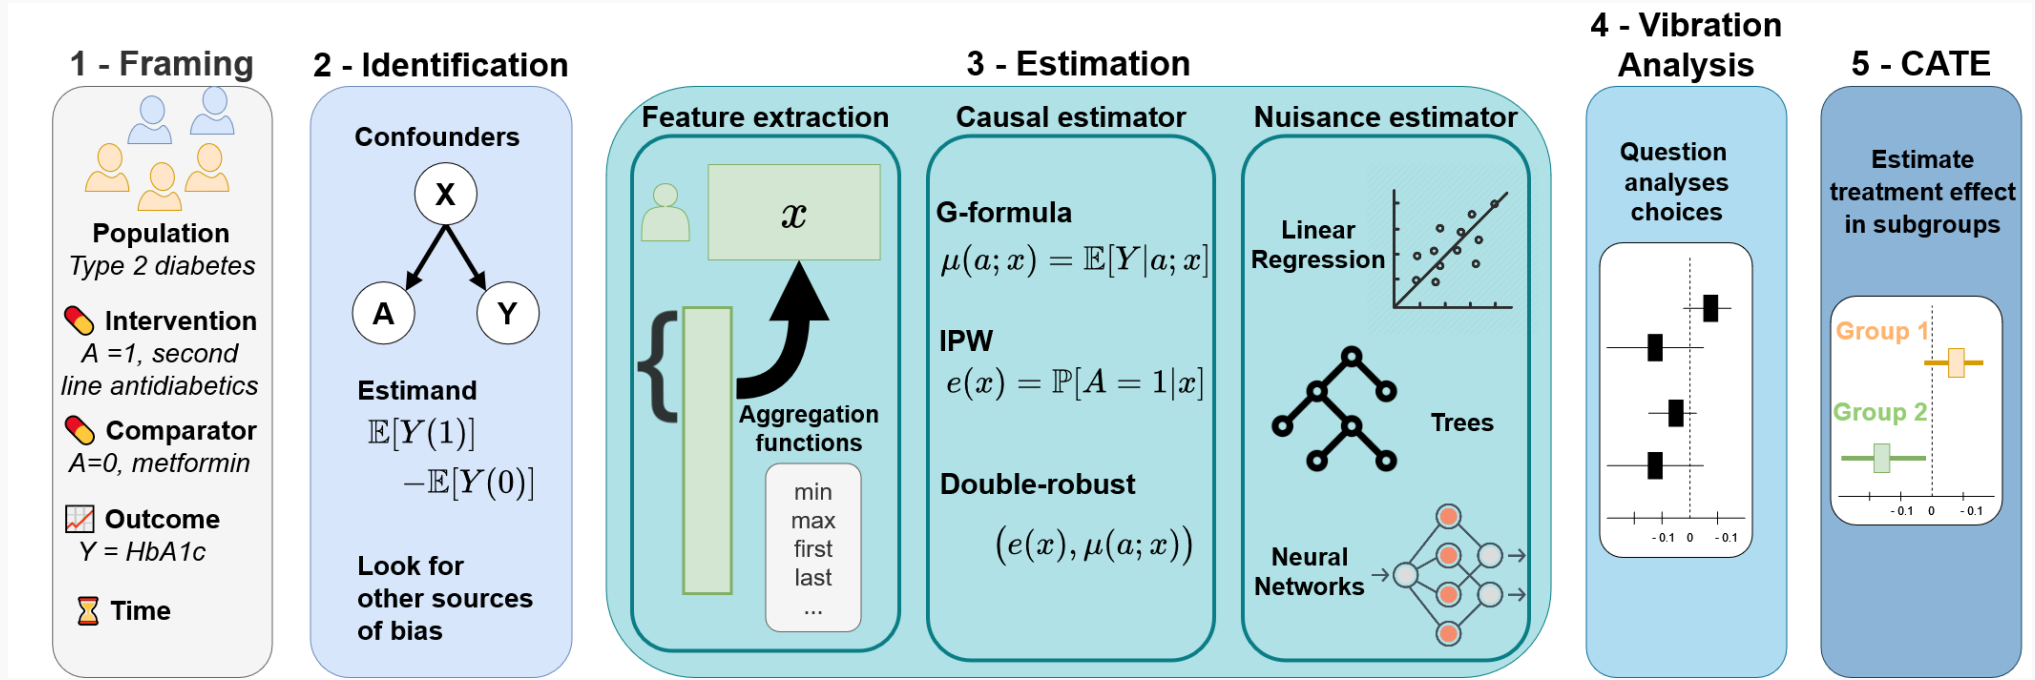 1 - Framing
Population
Type 2 diabetes
Intervention
A =1, second
line antidiabetics
Comparator
A=0, metformin
Outcome
Y = HbA1c
Time
2 - Identification
Confounders
X
A
Y
Estimand
𝔼[Y(1)]
−𝔼[Y(0)]
Look for
other sources
of bias
3 - Estimation
Feature extraction
x
{
Aggregation
functions
min
max
first
last
...
Causal estimator
G-formula
μ(a; x) = 𝔼[Y|a; x]
IPW
e(x) = ℙ[A = 1|x]
Double-robust
(e(x), μ(a; x))
Nuisance estimator
Linear
Regression
Trees
Neural
Networks
4 - Vibration
Analysis
Question
analyses
choices
- 0.1 0 - 0.1
5 - CATE
Estimate
treatment effect
in subgroups
Group 1
Group 2
- 0.1 0 - 0.1